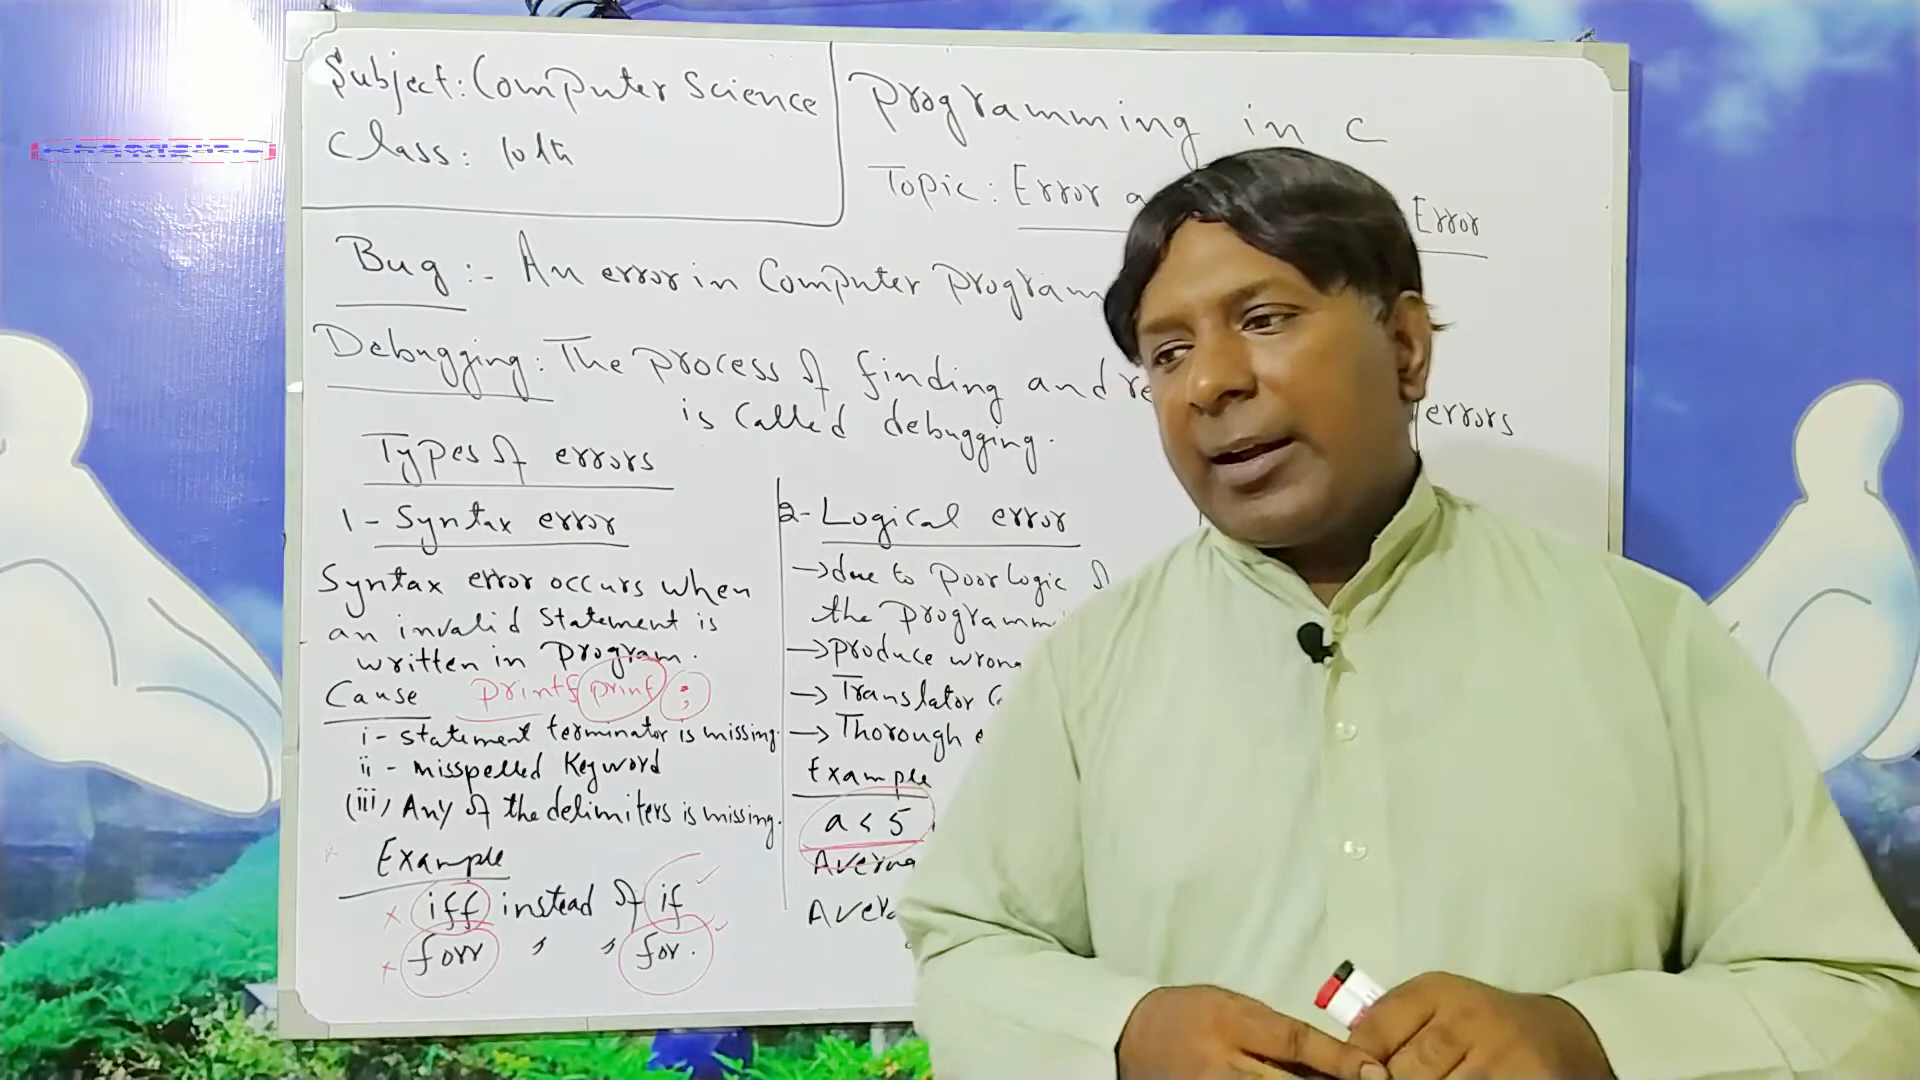 Subject: Computer Science
Class: 10th
Programming in C
Topic: Error Error
Bug :- An error in Computer Program
Debugging: The process of finding and errors
is called debugging.
Types of errors
1- Syntax error
Syntax error occurs when
an invalid statement is
written in program.
Cause printf print ;
i- statement terminator is missing.
ii - misspelled Keyword
(iii) Any of the delimiters is missing.
Example
× iff instead of if ✓
× forr " " for. ✓
2- Logical error
→ due to poor logic of
the programm
→ produce wrong
→ Translator
→ Thorough
Example
a < 5